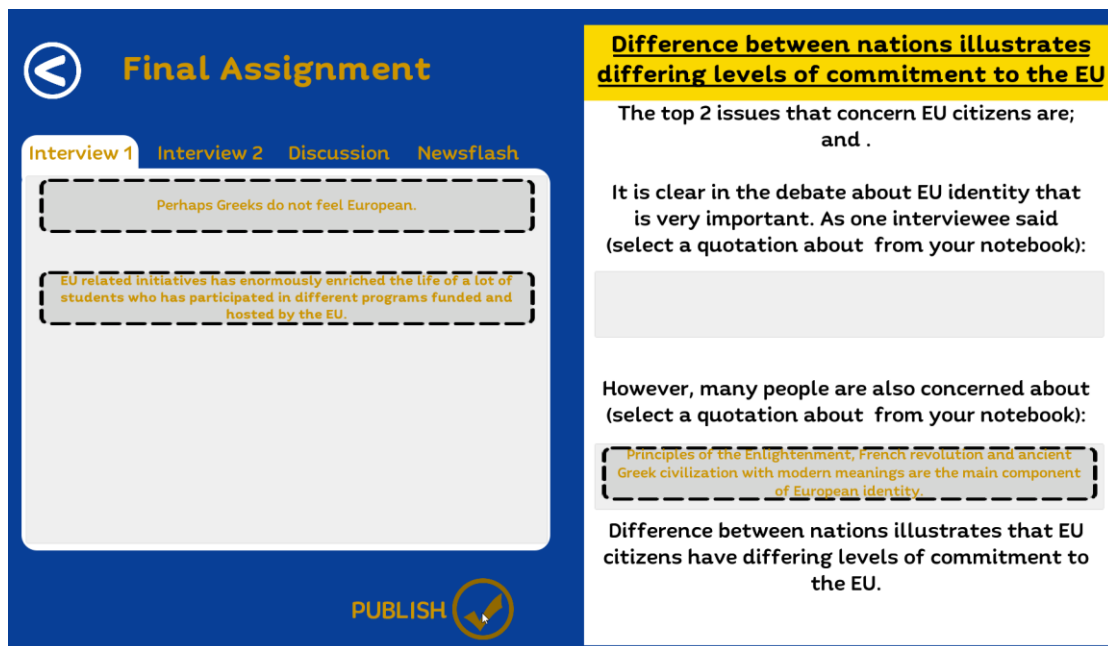 Final Assignment
Interview 1 Interview 2 Discussion Newsflash
Perhaps Greeks do not feel European.
EU related initiatives has enormously enriched the life of a lot of
students who has participated in different programs funded and
hosted by the EU.
PUBLISH
Difference between nations illustrates
differing levels of commitment to the EU
The top 2 issues that concern EU citizens are;
and .
It is clear in the debate about EU identity that
is very important. As one interviewee said
(select a quotation about from your notebook):
However, many people are also concerned about
(select a quotation about from your notebook):
Principles of the Enlightenment, French revolution and ancient
Greek civilization with modern meanings are the main component
of European identity.
Difference between nations illustrates that EU
citizens have differing levels of commitment to
the EU.